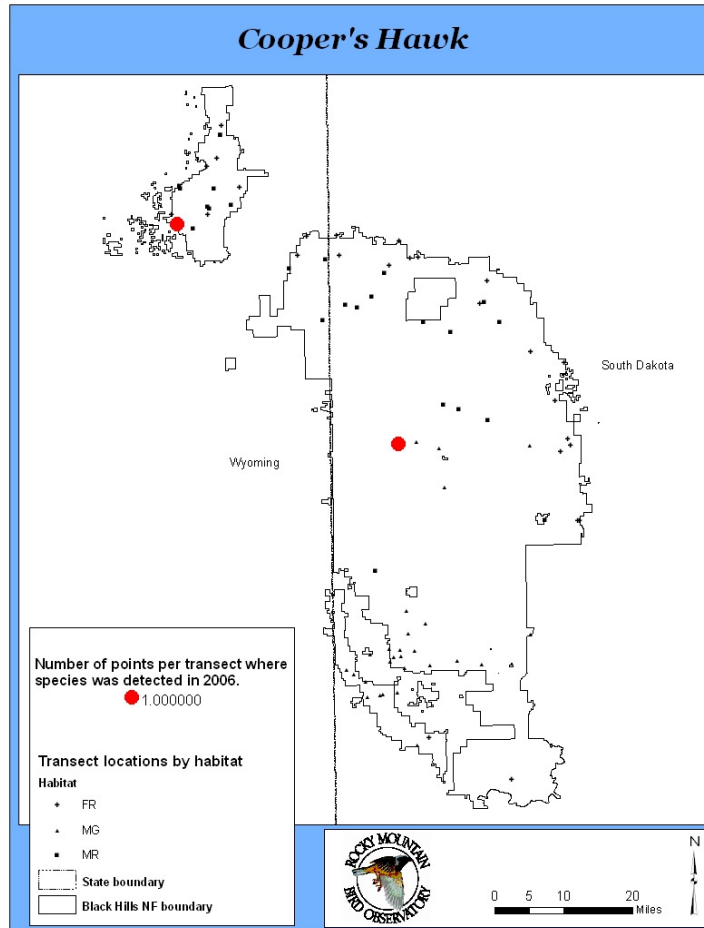 Cooper's Hawk
South Dakota
Wyoming
Number of points per transect where
species was detected in 2006.
1.000000
Transect locations by habitat
Habitat
FR
MG
MR
State boundary
Black Hills NF boundary
ROCKY MOUNTAIN
BIRD OBSERVATORY
N
0 5 10 20
Miles